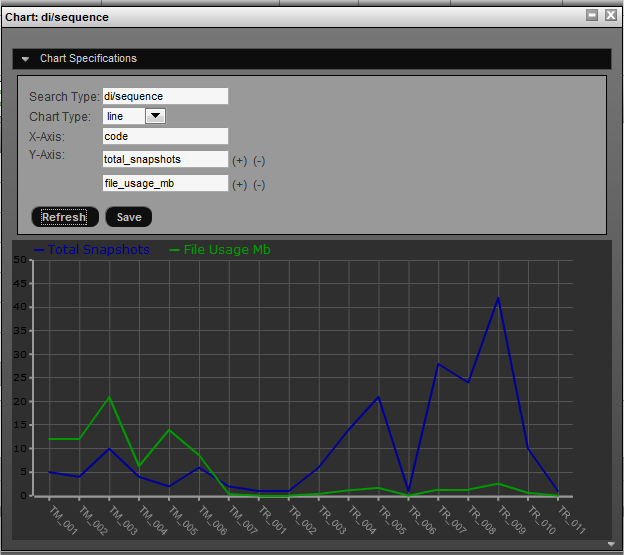 Chart: di/sequence
Chart Specifications
Search Type: di/sequence
Chart Type: line
X-Axis: code
Y-Axis: total_snapshots (+) (-)
file_usage_mb (+) (-)
Refresh Save
Total Snapshots File Usage Mb
50
45
40
35
30
25
20
15
10
5
0
TM_001 TM_002 TM_003 TM_004 TM_005 TM_006 TM_007 TR_001 TR_002 TR_003 TR_004 TR_005 TR_006 TR_007 TR_008 TR_009 TR_010 TR_011